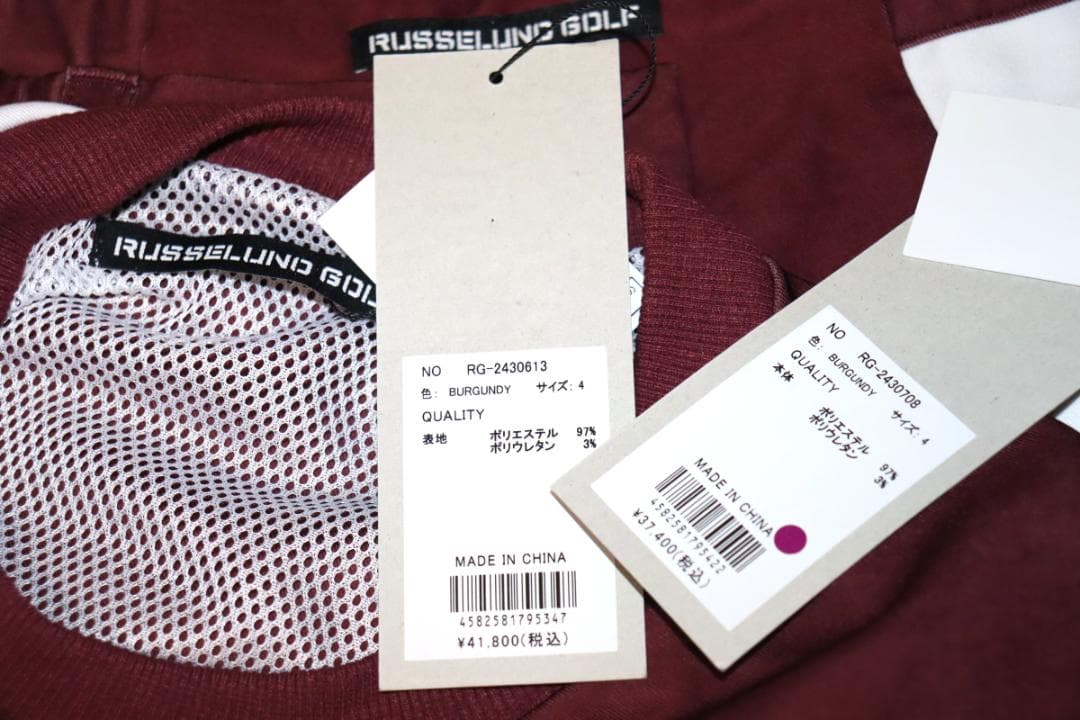 RUSSELUNO GOLF
RUSSELUNO GOL
NO RG-2430613
色: BURGUNDY サイズ: 4
QUALITY
表地 ポリエステル 97%
ポリウレタン 3%
MADE IN CHINA
4582581795347
¥41,800(税込)
NO RG-2430708
色: BURGUNDY サイズ: 4
QUALITY
本体 ポリエステル 97%
ポリウレタン 3%
MADE IN CHINA
4582581795422
¥37,400(税込)